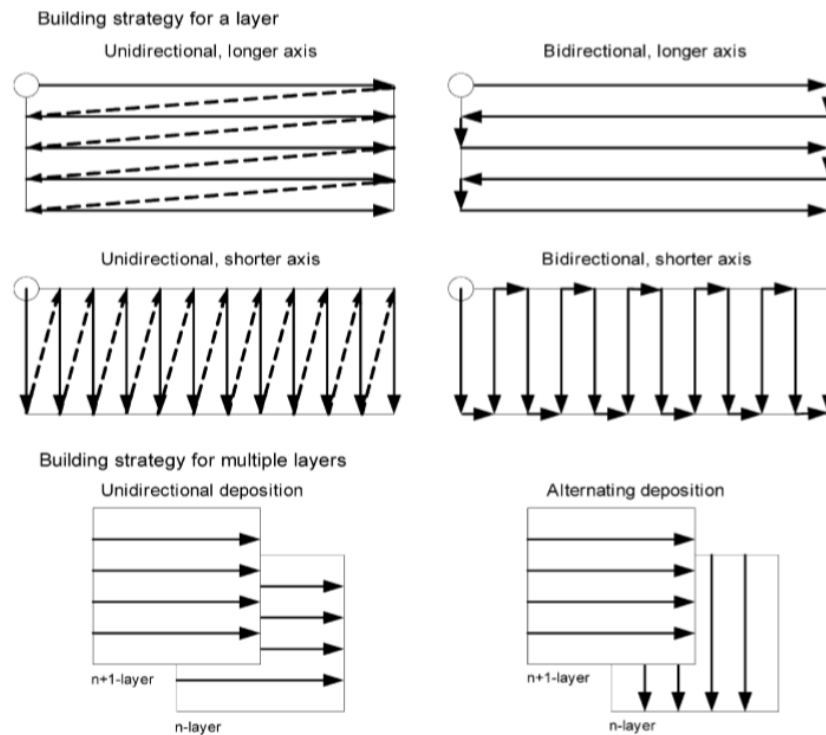 Building strategy for a layer
Unidirectional, longer axis
Bidirectional, longer axis
Unidirectional, shorter axis
Bidirectional, shorter axis
Building strategy for multiple layers
Unidirectional deposition
Alternating deposition
n+1-layer
n-layer
n+1-layer
n-layer